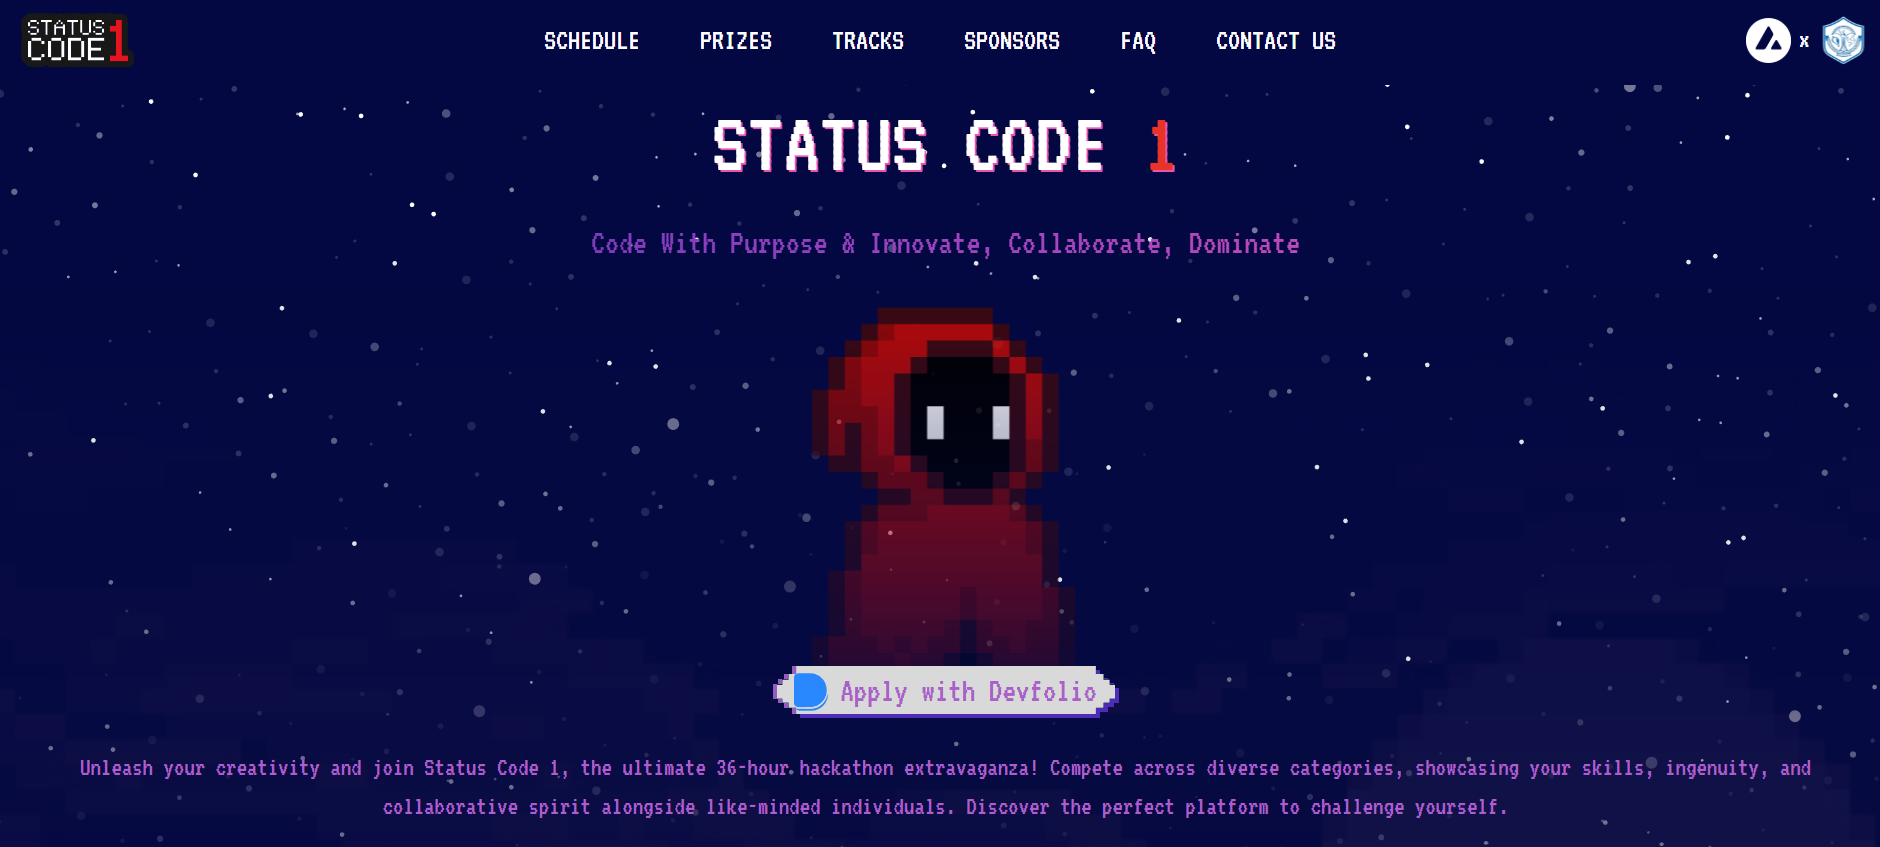 STATUS
CODE 1
SCHEDULE PRIZES TRACKS SPONSORS FAQ CONTACT US
x
STATUS CODE 1
Code With Purpose & Innovate, Collaborate, Dominate
Apply with Devfolio
Unleash your creativity and join Status Code 1, the ultimate 36-hour hackathon extravaganza! Compete across diverse categories, showcasing your skills, ingenuity, and
collaborative spirit alongside like-minded individuals. Discover the perfect platform to challenge yourself.